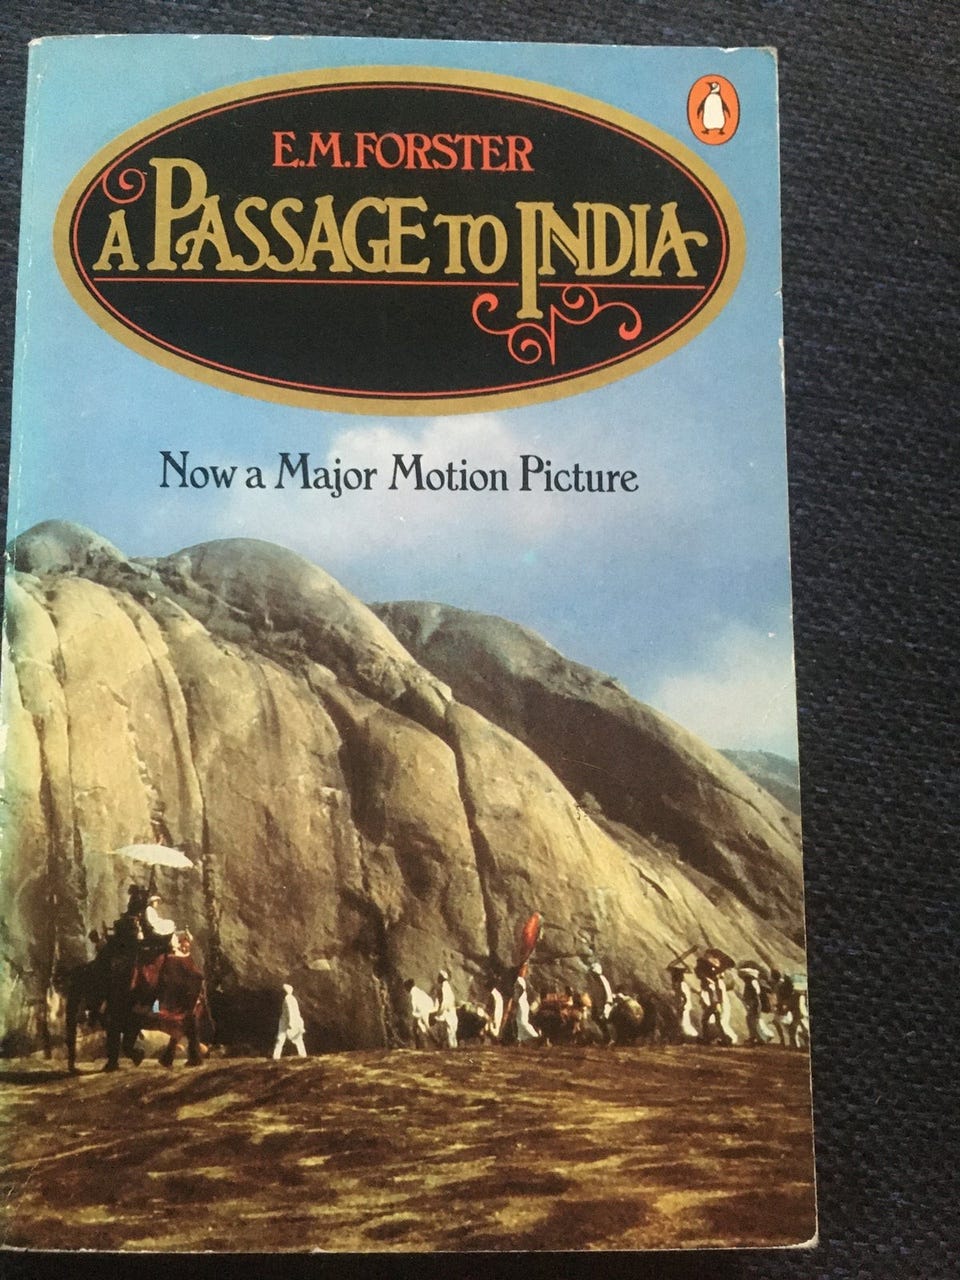 E.M.FORSTER
A PASSAGE TO INDIA
Now a Major Motion Picture